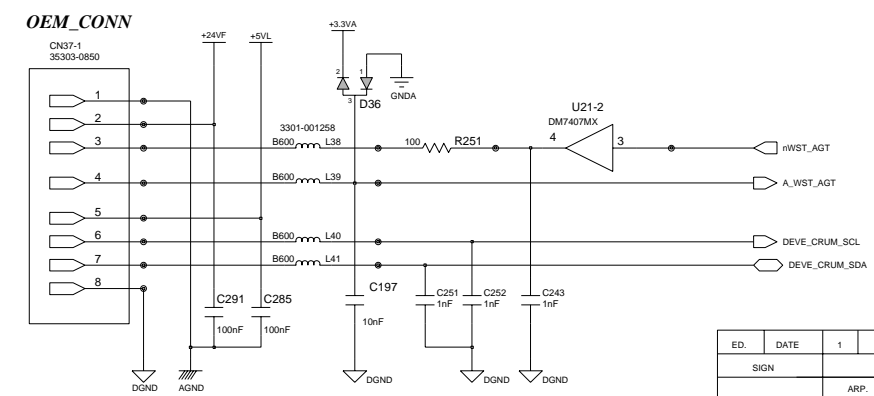 OEM_CONN
CN37-1
35303-0850
+24VF
+5VL
+3.3VA
2
1
GNDA
3
D36
U21-2
DM7407MX
1
2
3
4
5
6
7
8
3301-001258
B600 L38
100 R251
4
3
nWST_AGT
B600 L39
A_WST_AGT
B600 L40
DEVE_CRUM_SCL
B600 L41
DEVE_CRUM_SDA
C291
100nF
C285
100nF
C197
10nF
C251
1nF
C252
1nF
C243
1nF
DGND
AGND
DGND
DGND
DGND
ED. DATE 1
SIGN
ARP.